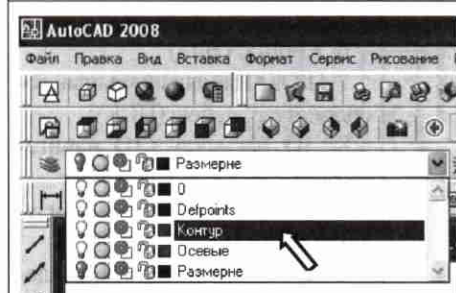 AutoCAD 2008
Файл Правка Вид Вставка Формат Сервис Рисование
Размерне
0
Defpoints
Контур
Осевые
Размерне